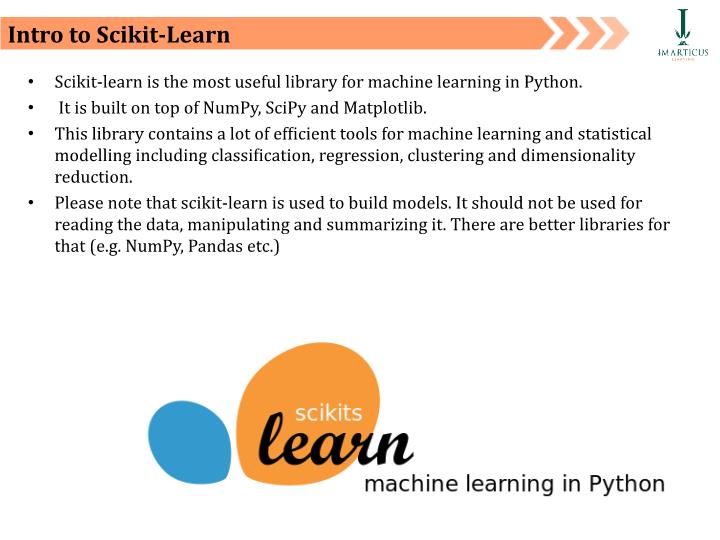 Intro to Scikit-Learn
IMARTICUS
LEARNING
• Scikit-learn is the most useful library for machine learning in Python.
• It is built on top of NumPy, SciPy and Matplotlib.
• This library contains a lot of efficient tools for machine learning and statistical
modelling including classification, regression, clustering and dimensionality
reduction.
• Please note that scikit-learn is used to build models. It should not be used for
reading the data, manipulating and summarizing it. There are better libraries for
that (e.g. NumPy, Pandas etc.)
scikits
learn
machine learning in Python